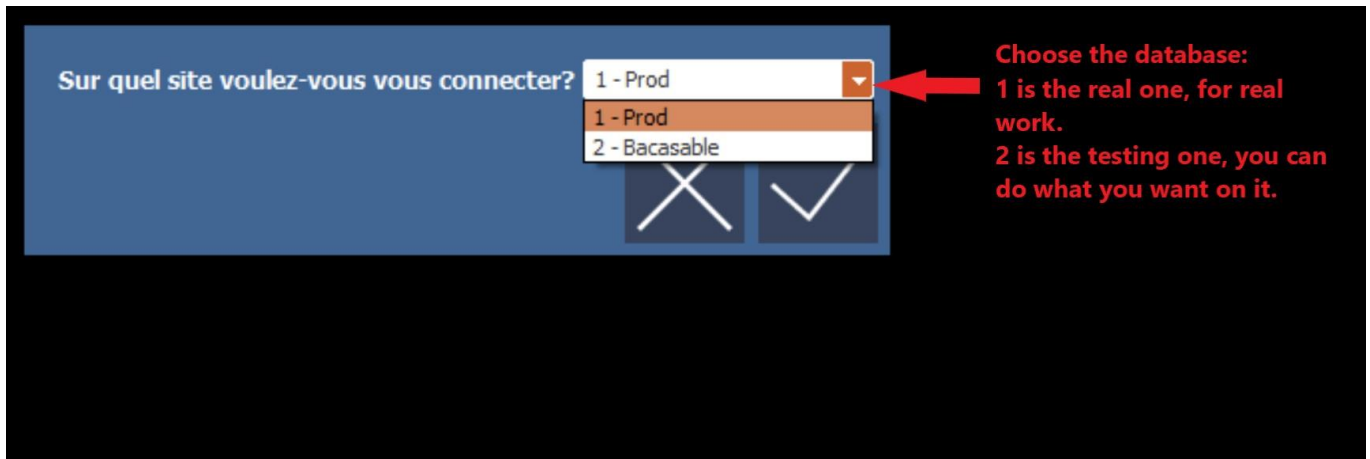 Sur quel site voulez-vous vous connecter? 1 - Prod
1 - Prod
2 - Bacasable
Choose the database:
1 is the real one, for real
work.
2 is the testing one, you can
do what you want on it.